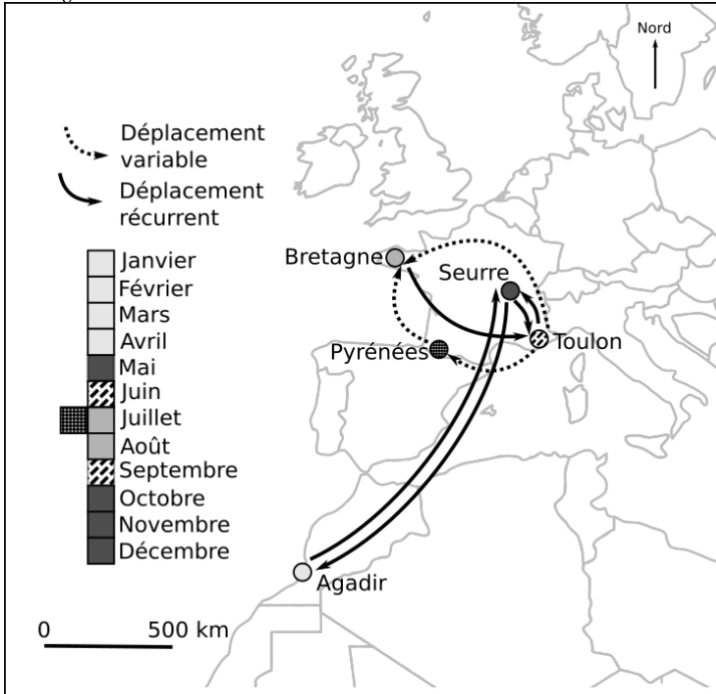 Nord
Déplacement
variable
Déplacement
récurrent
Bretagne
Seurre
Pyrénées
Toulon
Janvier
Février
Mars
Avril
Mai
Juin
Juillet
Août
Septembre
Octobre
Novembre
Décembre
Agadir
0 500 km